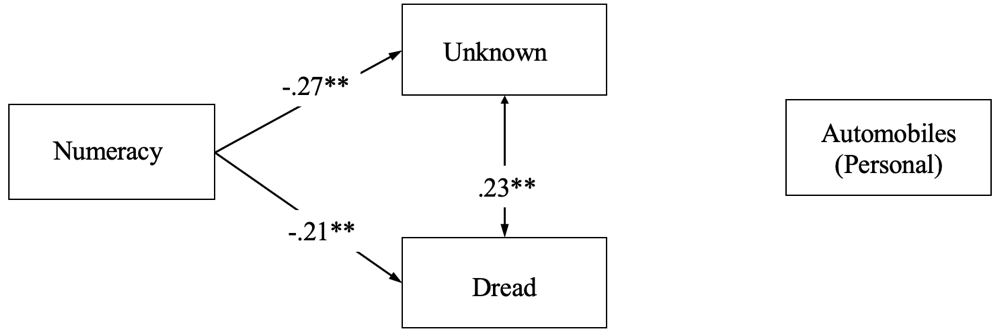 Unknown
-.27**
Numeracy
Automobiles
(Personal)
.23**
-.21**
Dread